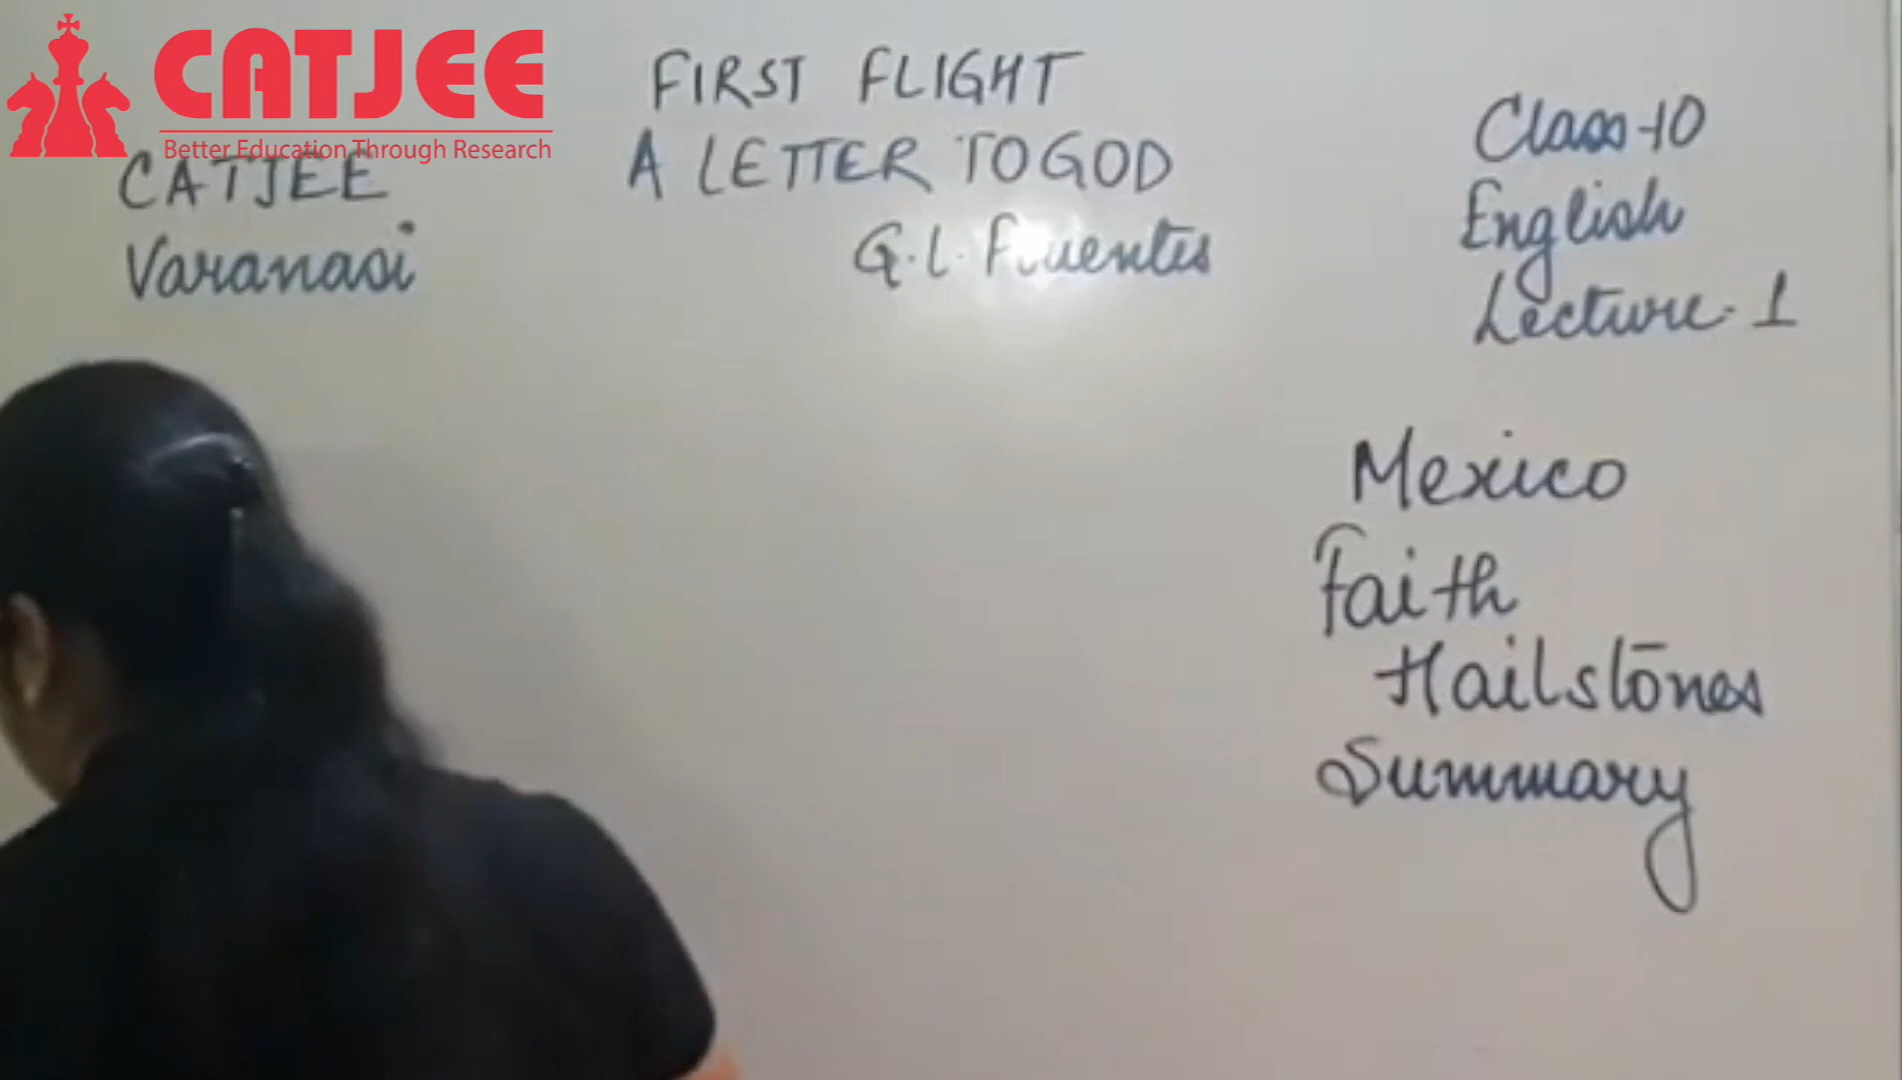 CATJEE
Better Education Through Research
CATJEE
Varanasi
FIRST FLIGHT
A LETTER TO GOD
G.L. Fuentes
Class-10
English
Lecture-1
Mexico
Faith
Hailstones
Summary